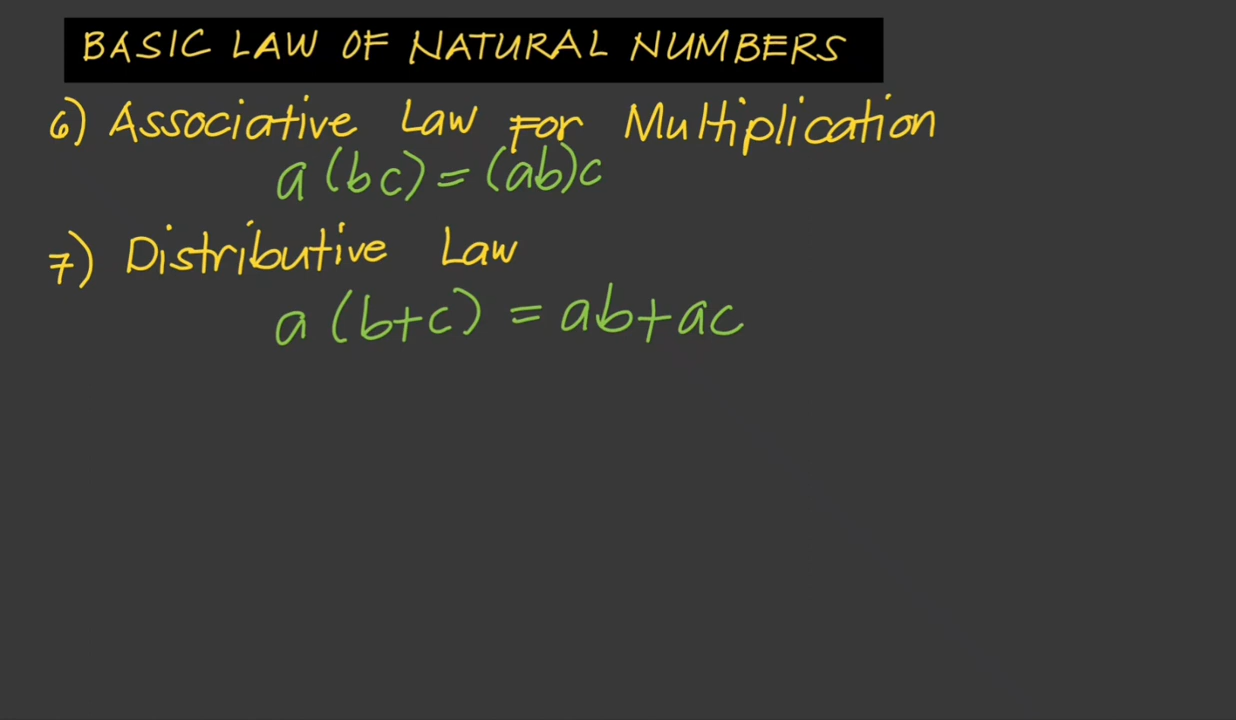 BASIC LAW OF NATURAL NUMBERS
6) Associative Law For Multiplication
a (bc) = (ab)c
7) Distributive Law
a (b+c) = ab+ac